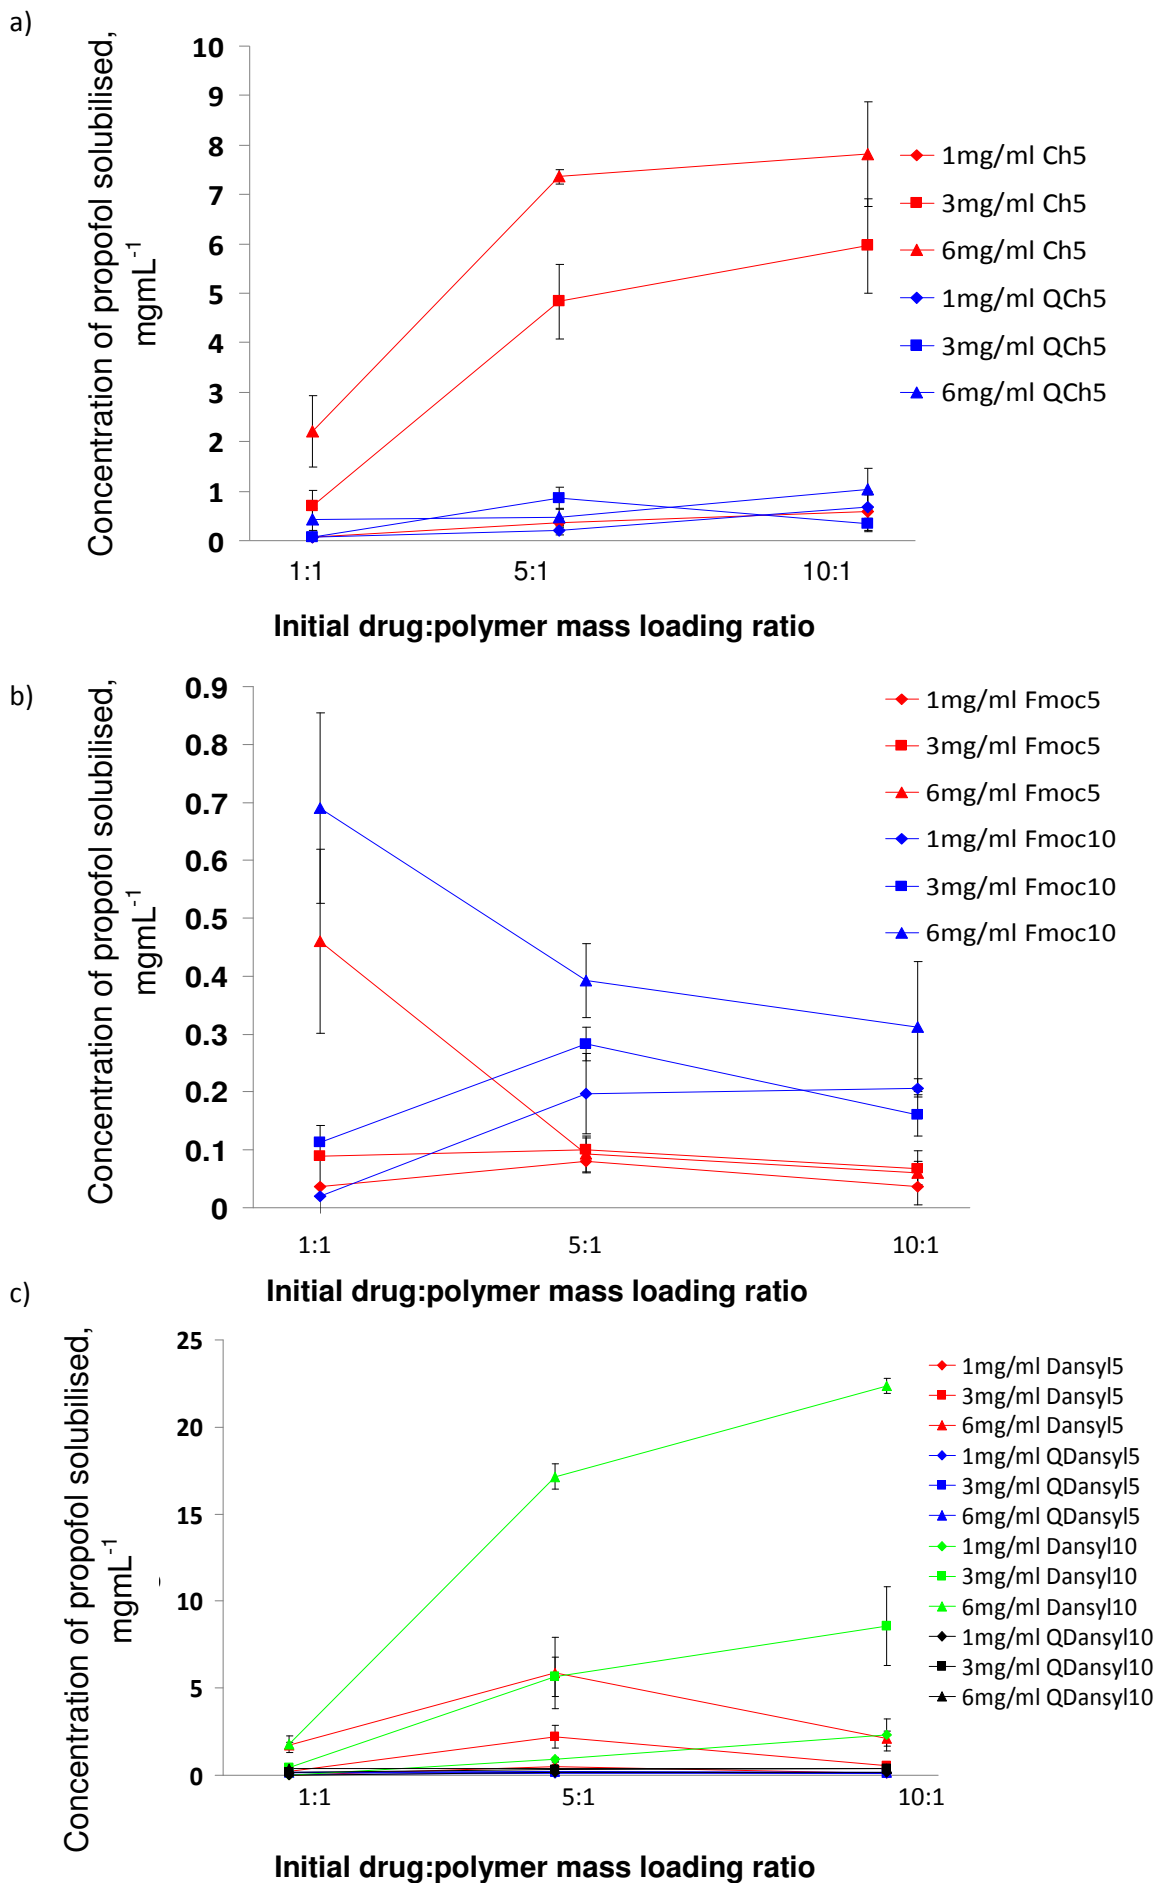 a)
Concentration of propofol solubilised,
mgmL-1
10
9
8
7
6
5
4
3
2
1
0
1:1
5:1
10:1
Initial drug:polymer mass loading ratio
1mg/ml Ch5
3mg/ml Ch5
6mg/ml Ch5
1mg/ml QCh5
3mg/ml QCh5
6mg/ml QCh5
b)
Concentration of propofol solubilised,
mgmL-1
0.9
0.8
0.7
0.6
0.5
0.4
0.3
0.2
0.1
0
1:1
5:1
10:1
Initial drug:polymer mass loading ratio
1mg/ml Fmoc5
3mg/ml Fmoc5
6mg/ml Fmoc5
1mg/ml Fmoc10
3mg/ml Fmoc10
6mg/ml Fmoc10
c)
Concentration of propofol solubilised,
mgmL-1
25
20
15
10
5
0
1:1
5:1
10:1
Initial drug:polymer mass loading ratio
1mg/ml Dansyl5
3mg/ml Dansyl5
6mg/ml Dansyl5
1mg/ml QDansyl5
3mg/ml QDansyl5
6mg/ml QDansyl5
1mg/ml Dansyl10
3mg/ml Dansyl10
6mg/ml Dansyl10
1mg/ml QDansyl10
3mg/ml QDansyl10
6mg/ml QDansyl10